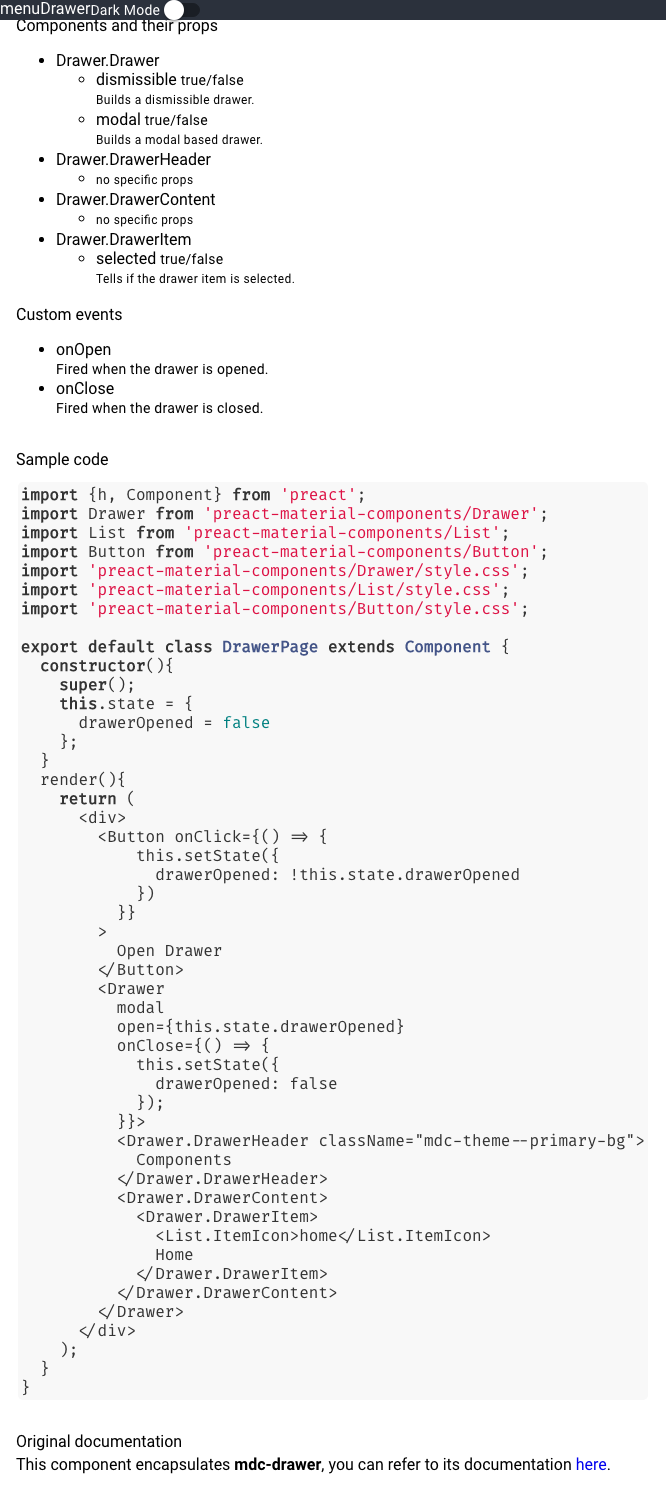 menuDrawerDark Mode
Components and their props
Drawer.Drawer
dismissible true/false
Builds a dismissible drawer.
modal true/false
Builds a modal based drawer.
Drawer.DrawerHeader
no specific props
Drawer.DrawerContent
no specific props
Drawer.DrawerItem
selected true/false
Tells if the drawer item is selected.
Custom events
onOpen
Fired when the drawer is opened.
onClose
Fired when the drawer is closed.
Sample code
import {h, Component} from 'preact';
import Drawer from 'preact-material-components/Drawer';
import List from 'preact-material-components/List';
import Button from 'preact-material-components/Button';
import 'preact-material-components/Drawer/style.css';
import 'preact-material-components/List/style.css';
import 'preact-material-components/Button/style.css';
export default class DrawerPage extends Component {
constructor(){
super();
this.state = {
drawerOpened = false
};
}
render(){
return (
<div>
<Button onClick={() => {
this.setState({
drawerOpened: !this.state.drawerOpened
})
}}
>
Open Drawer
</Button>
<Drawer
modal
open={this.state.drawerOpened}
onClose={() => {
this.setState({
drawerOpened: false
});
}}>
<Drawer.DrawerHeader className="mdc-theme--primary-bg">
Components
</Drawer.DrawerHeader>
<Drawer.DrawerContent>
<Drawer.DrawerItem>
<List.ItemIcon>home</List.ItemIcon>
Home
</Drawer.DrawerItem>
</Drawer.DrawerContent>
</Drawer>
</div>
);
}
}
Original documentation
This component encapsulates mdc-drawer, you can refer to its documentation here.